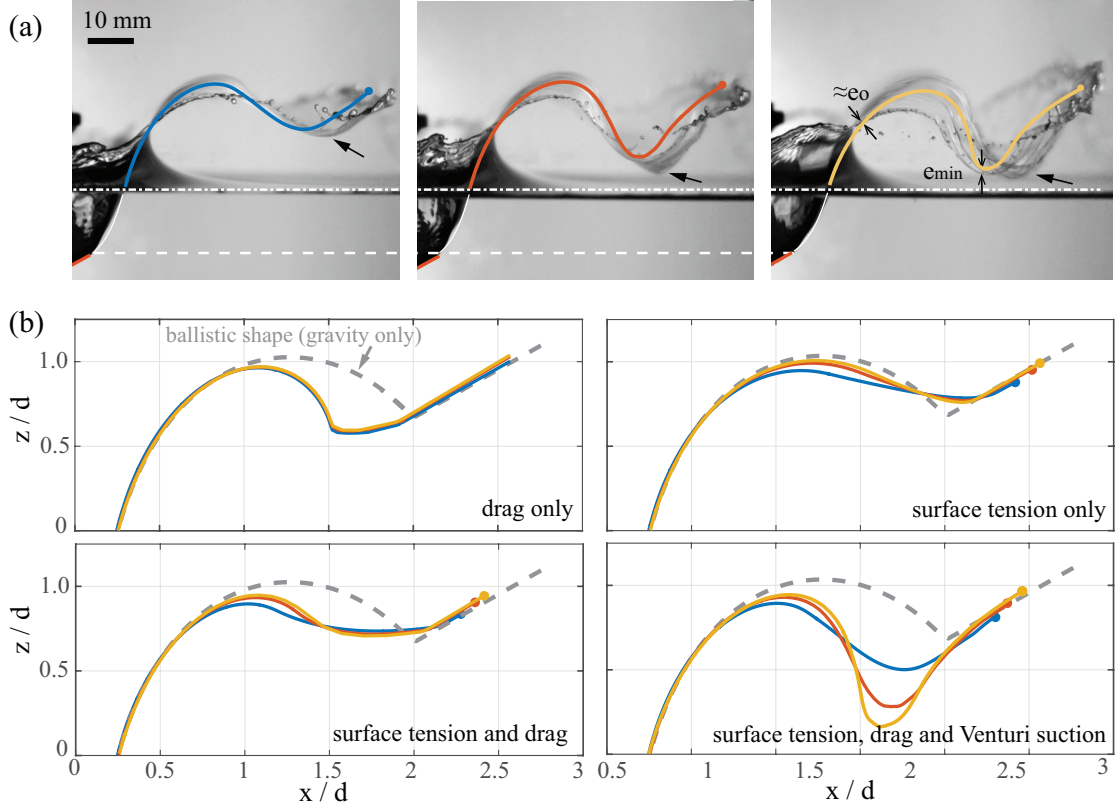 (a)
10 mm
≈eo
emin
(b)
ballistic shape (gravity only)
1.0
0.5
0
z / d
drag only
surface tension only
1.0
0.5
0
z / d
surface tension and drag
surface tension, drag and Venturi suction
0 0.5 1 1.5 2 2.5 3
x / d
0.5 1 1.5 2 2.5 3
x / d